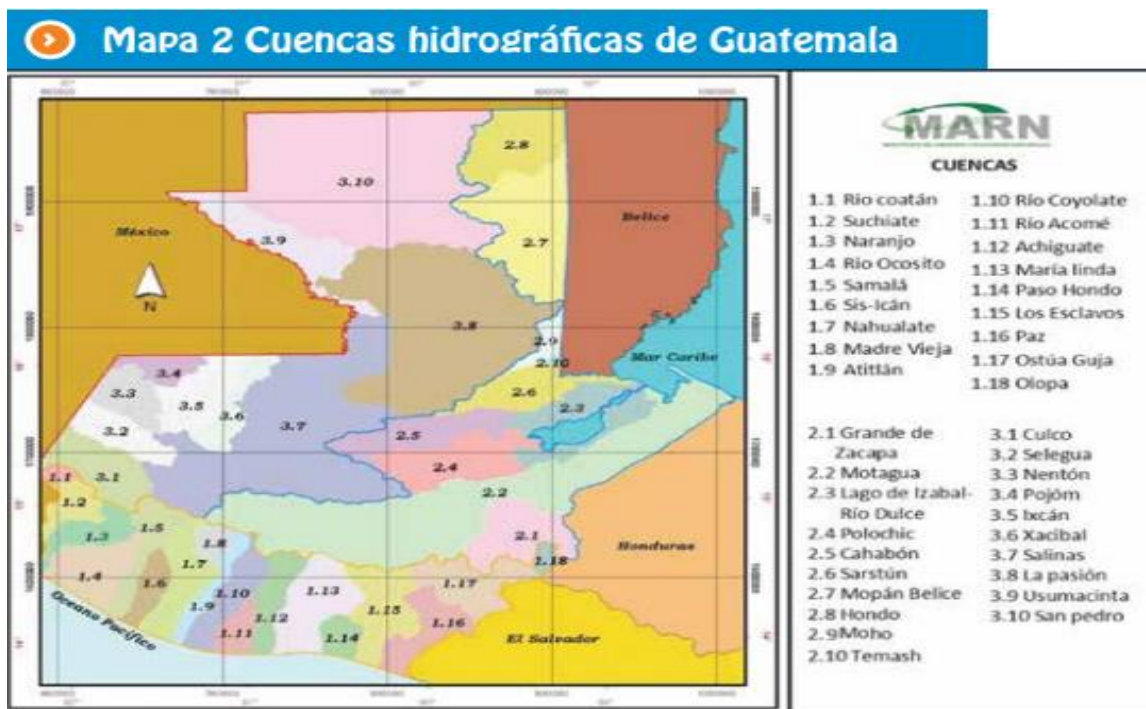 Mapa 2 Cuencas hidrográficas de Guatemala
MARN
CUENCAS
1.1 Río coatán
1.2 Suchiate
1.3 Naranjo
1.4 Río Ocosito
1.5 Samalá
1.6 Sis-Icán
1.7 Nahualate
1.8 Madre Vieja
1.9 Atitlán
1.10 Río Coyolate
1.11 Río Acomé
1.12 Achiguate
1.13 María linda
1.14 Paso Hondo
1.15 Los Esclavos
1.16 Paz
1.17 Ostúa Guja
1.18 Olopa
2.1 Grande de
Zacapa
2.2 Motagua
2.3 Lago de Izabal-
Río Dulce
2.4 Polochic
2.5 Cahabón
2.6 Sarstún
2.7 Mopán Belice
2.8 Hondo
2.9Moho
2.10 Temash
3.1 Culco
3.2 Selegua
3.3 Nentón
3.4 Pojóm
3.5 Ixcán
3.6 Xacibal
3.7 Salinas
3.8 La pasión
3.9 Usumacinta
3.10 San pedro
2.8
3.10
México
3.9
2.7
Belice
N
3.8
2.9
2.10
Mar Caribe
3.4
3.3
3.5
3.6
2.6
2.3
3.2
3.7
2.5
2.4
1.1
3.1
2.2
1.2
1.3
1.5
1.8
2.1
1.18
Honduras
1.4
1.6
1.7
1.9
1.10
1.13
1.17
1.12
1.15
1.11
1.14
1.16
Oceano Pacífico
El Salvador